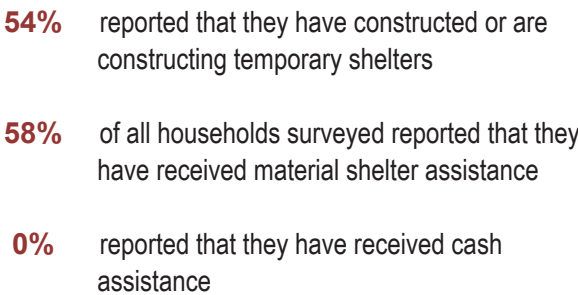 54% reported that they have constructed or are
constructing temporary shelters
58% of all households surveyed reported that they
have received material shelter assistance
0% reported that they have received cash
assistance